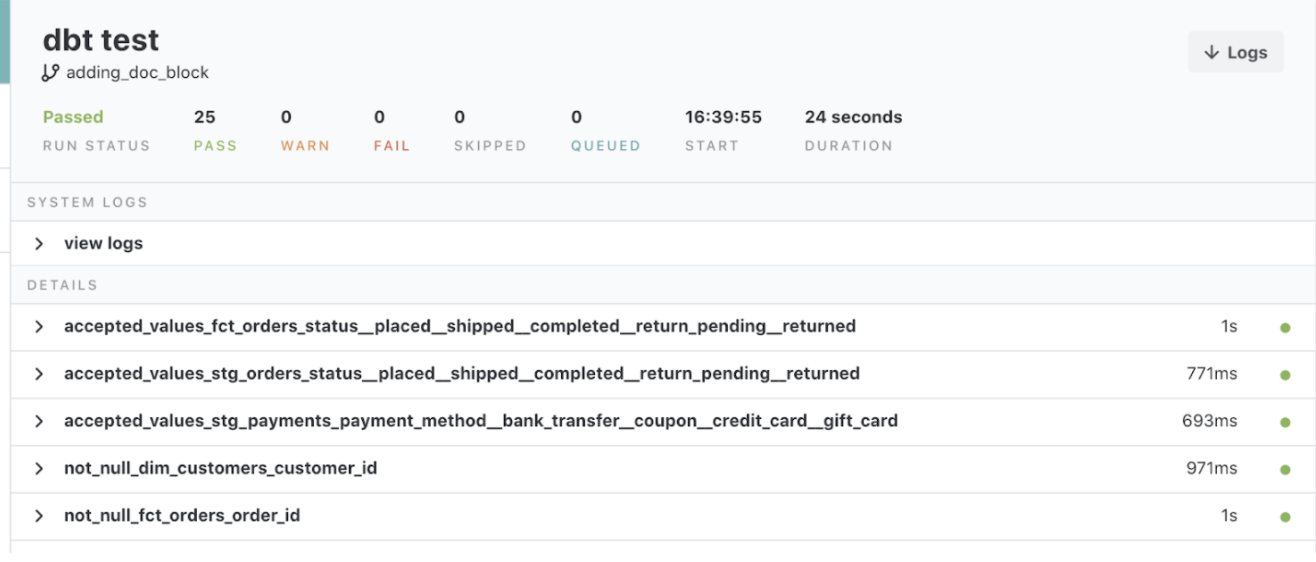 dbt test
Logs
adding_doc_block
Passed 25 0 0 0 0 16:39:55 24 seconds
RUN STATUS PASS WARN FAIL SKIPPED QUEUED START DURATION
SYSTEM LOGS
view logs
DETAILS
accepted_values_fct_orders_status__placed__shipped__completed__return_pending__returned 1s
accepted_values_stg_orders_status__placed__shipped__completed__return_pending__returned 771ms
accepted_values_stg_payments_payment_method__bank_transfer__coupon__credit_card__gift_card 693ms
not_null_dim_customers_customer_id 971ms
not_null_fct_orders_order_id 1s